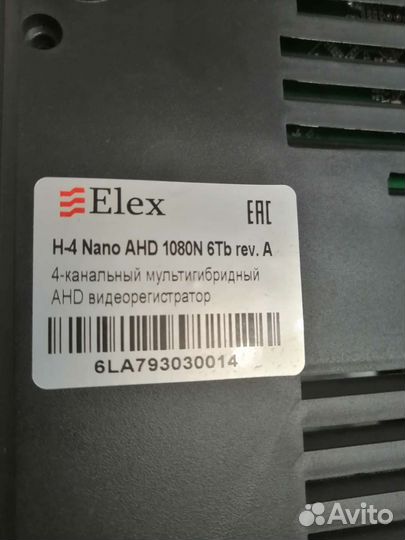 Elex
EAC
H-4 Nano AHD 1080N 6Tb rev. A
4-канальный мультигибридный
AHD видеорегистратор
6LA793030014
Avito